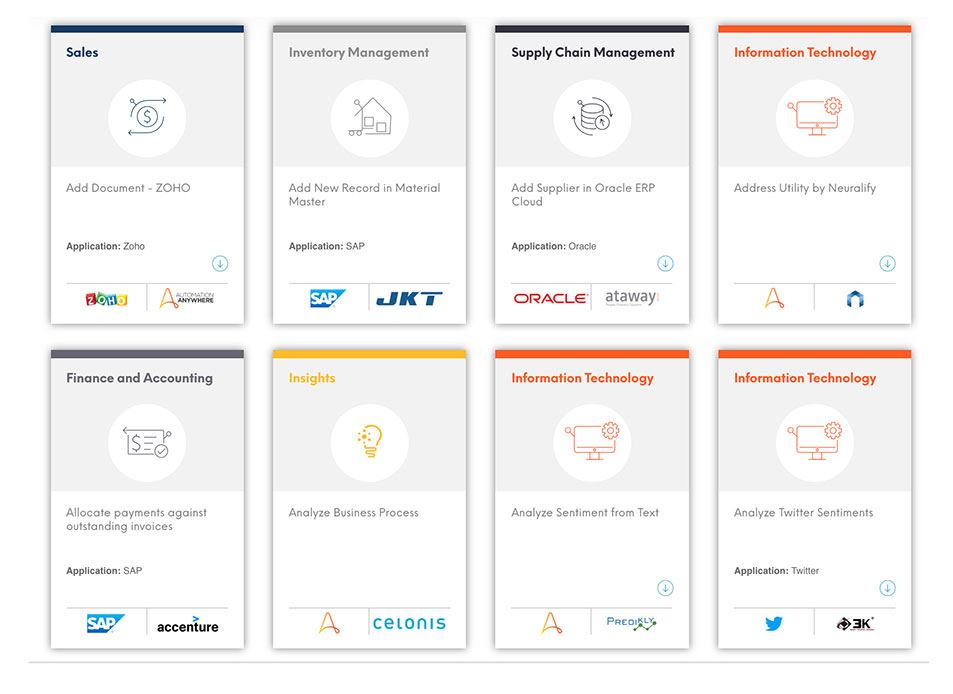 Sales
Inventory Management
Supply Chain Management
Information Technology
Add Document - ZOHO
Add New Record in Material
Master
Add Supplier in Oracle ERP
Cloud
Address Utility by Neuralify
Application: Zoho
Application: SAP
Application: Oracle
ZOHO
AUTOMATION
ANYWHERE
SAP
JKT
ORACLE
ataway
Finance and Accounting
Insights
Information Technology
Information Technology
Allocate payments against
outstanding invoices
Analyze Business Process
Analyze Sentiment from Text
Analyze Twitter Sentiments
Application: SAP
Application: Twitter
SAP
accenture
celonis
PREDIKLY
3K